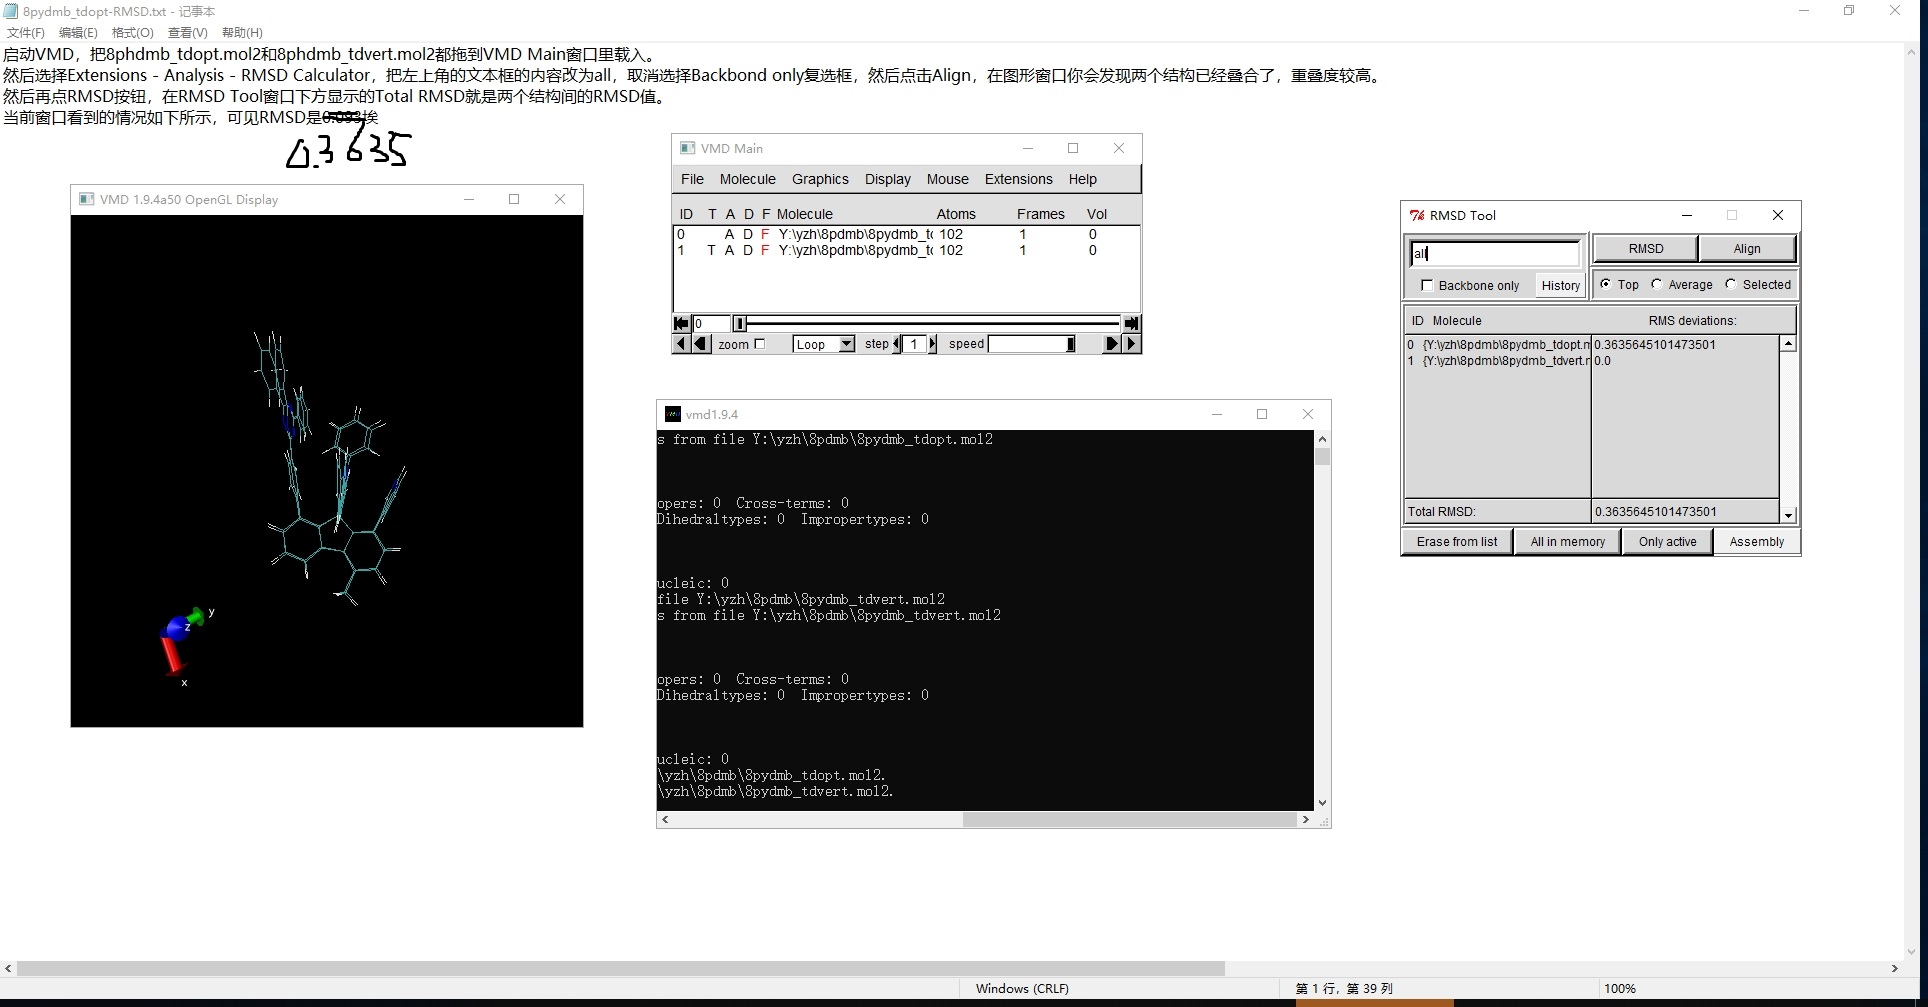 8pydmb_tdopt-RMSD.txt - 记事本
文件(F) 编辑(E) 格式(O) 查看(V) 帮助(H)
启动VMD，把8phdmb_tdopt.mol2和8phdmb_tdvert.mol2都拖到VMD Main窗口里载入。
然后选择Extensions - Analysis - RMSD Calculator，把左上角的文本框的内容改为all，取消选择Backbond only复选框，然后点击Align，在图形窗口你会发现两个结构已经叠合了，重叠度较高。
然后再点RMSD按钮，在RMSD Tool窗口下方显示的Total RMSD就是两个结构间的RMSD值。
当前窗口看到的情况如下所示，可见RMSD是0.093埃
0.3635
VMD 1.9.4a50 OpenGL Display
y
z
x
VMD Main
File Molecule Graphics Display Mouse Extensions Help
ID T A D F Molecule Atoms Frames Vol
0 A D F Y:\yzh\8pdmb\8pydmb_tc 102 1 0
1 T A D F Y:\yzh\8pdmb\8pydmb_tc 102 1 0
0
zoom Loop step 1 speed
vmd1.9.4
s from file Y:\yzh\8pdmb\8pydmb_tdopt.mol2
opers: 0 Cross-terms: 0
Dihedraltypes: 0 Impropertypes: 0
ucleic: 0
file Y:\yzh\8pdmb\8pydmb_tdvert.mol2
s from file Y:\yzh\8pdmb\8pydmb_tdvert.mol2
opers: 0 Cross-terms: 0
Dihedraltypes: 0 Impropertypes: 0
ucleic: 0
\yzh\8pdmb\8pydmb_tdopt.mol2.
\yzh\8pdmb\8pydmb_tdvert.mol2.
RMSD Tool
all
RMSD Align
Backbone only History Top Average Selected
ID Molecule RMS deviations:
0 {Y:\yzh\8pdmb\8pydmb_tdopt.m 0.3635645101473501
1 {Y:\yzh\8pdmb\8pydmb_tdvert.r 0.0
Total RMSD: 0.3635645101473501
Erase from list All in memory Only active Assembly
Windows (CRLF) 第 1 行，第 39 列 100%